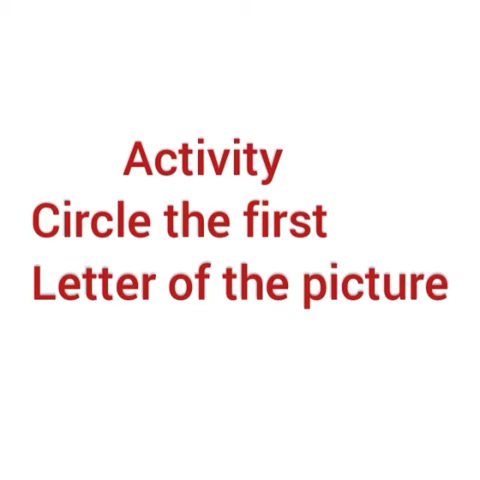 Activity
Circle the first
Letter of the picture